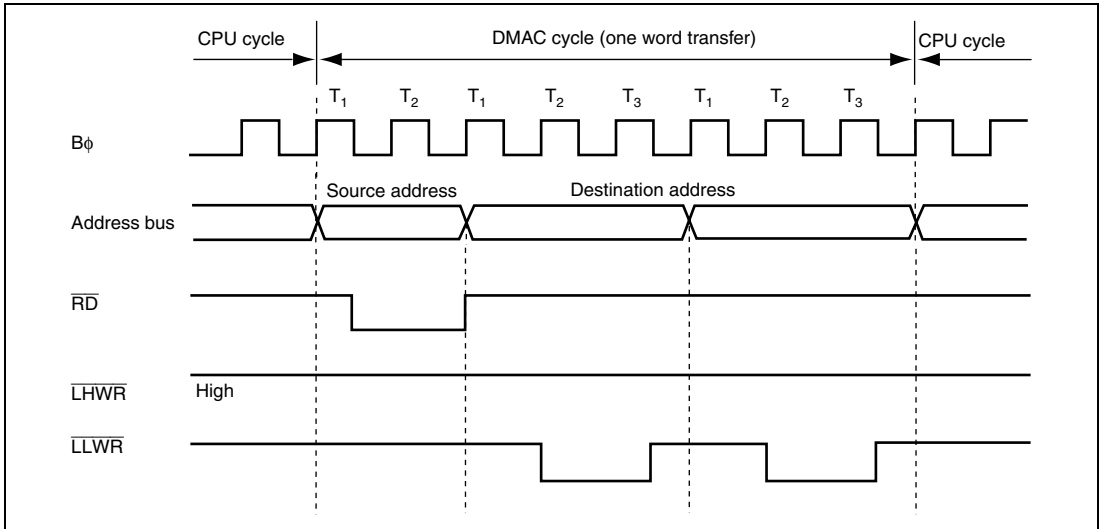 CPU cycle DMAC cycle (one word transfer) CPU cycle
T1 T2 T1 T2 T3 T1 T2 T3
Bϕ
Source address Destination address
Address bus
RD
LHWR High
LLWR